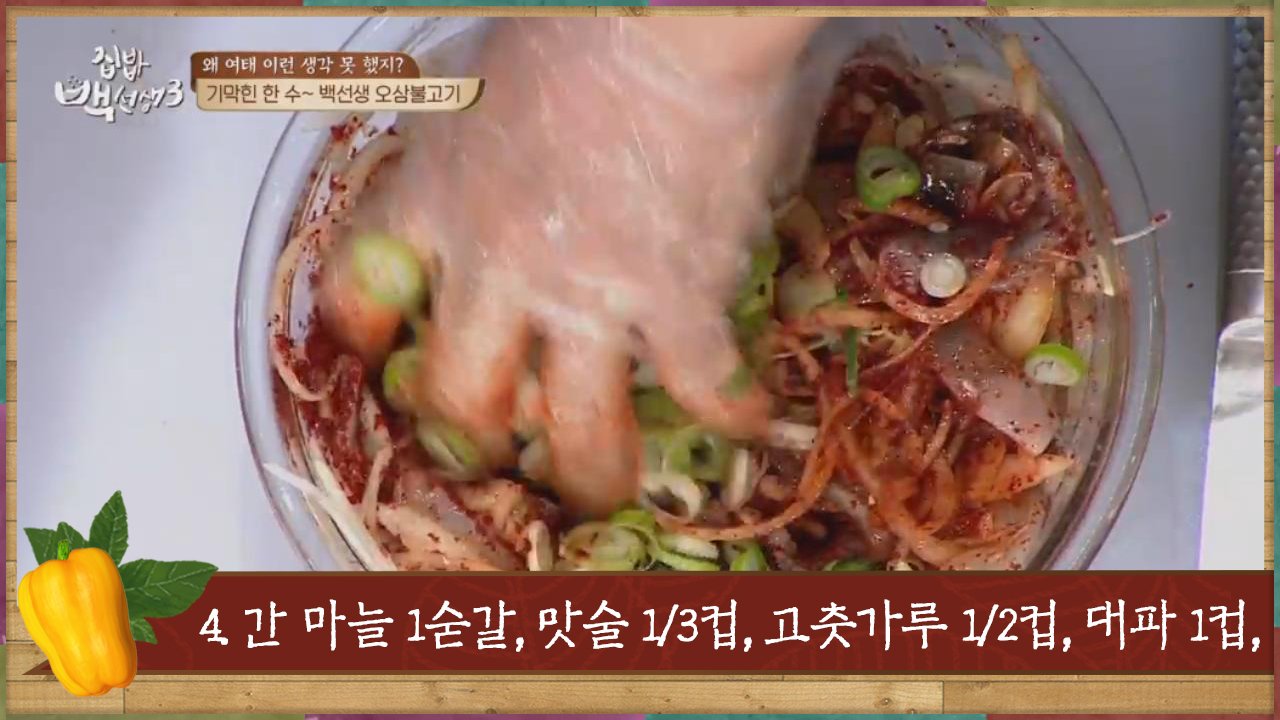 집밥
백선생3
왜 여태 이런 생각 못 했지?
기막힌 한 수~ 백선생 오삼불고기
4. 간 마늘 1숟갈, 맛술 1/3컵, 고춧가루 1/2컵, 대파 1컵,